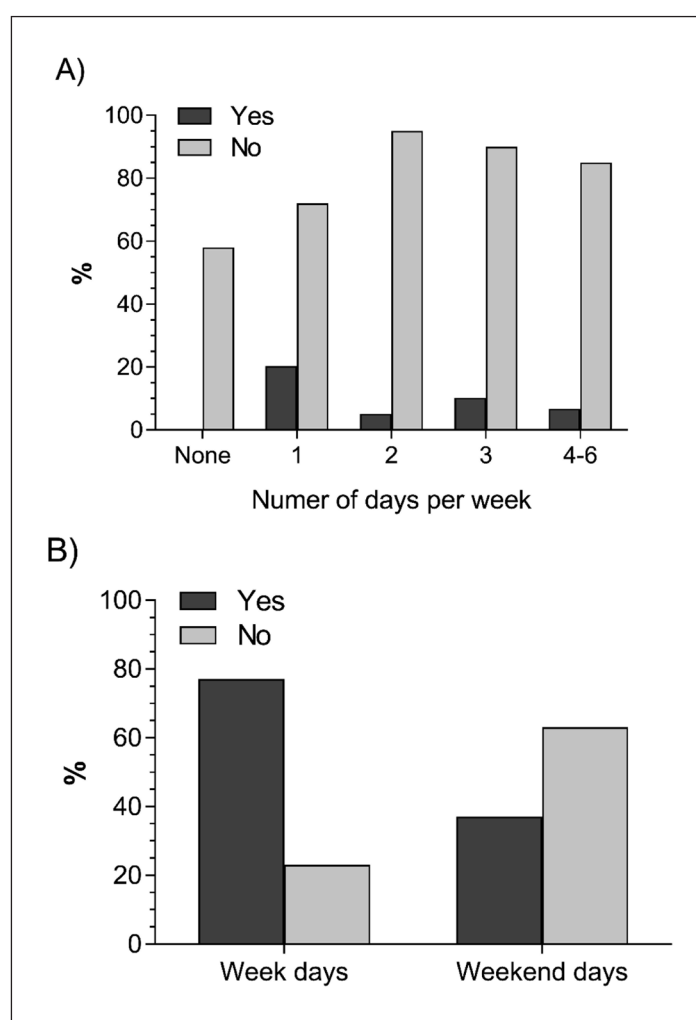 A)
Yes
No
100
80
60
40
20
0
%
None 1 2 3 4-6
Numer of days per week
B)
Yes
No
100
80
60
40
20
0
%
Week days Weekend days